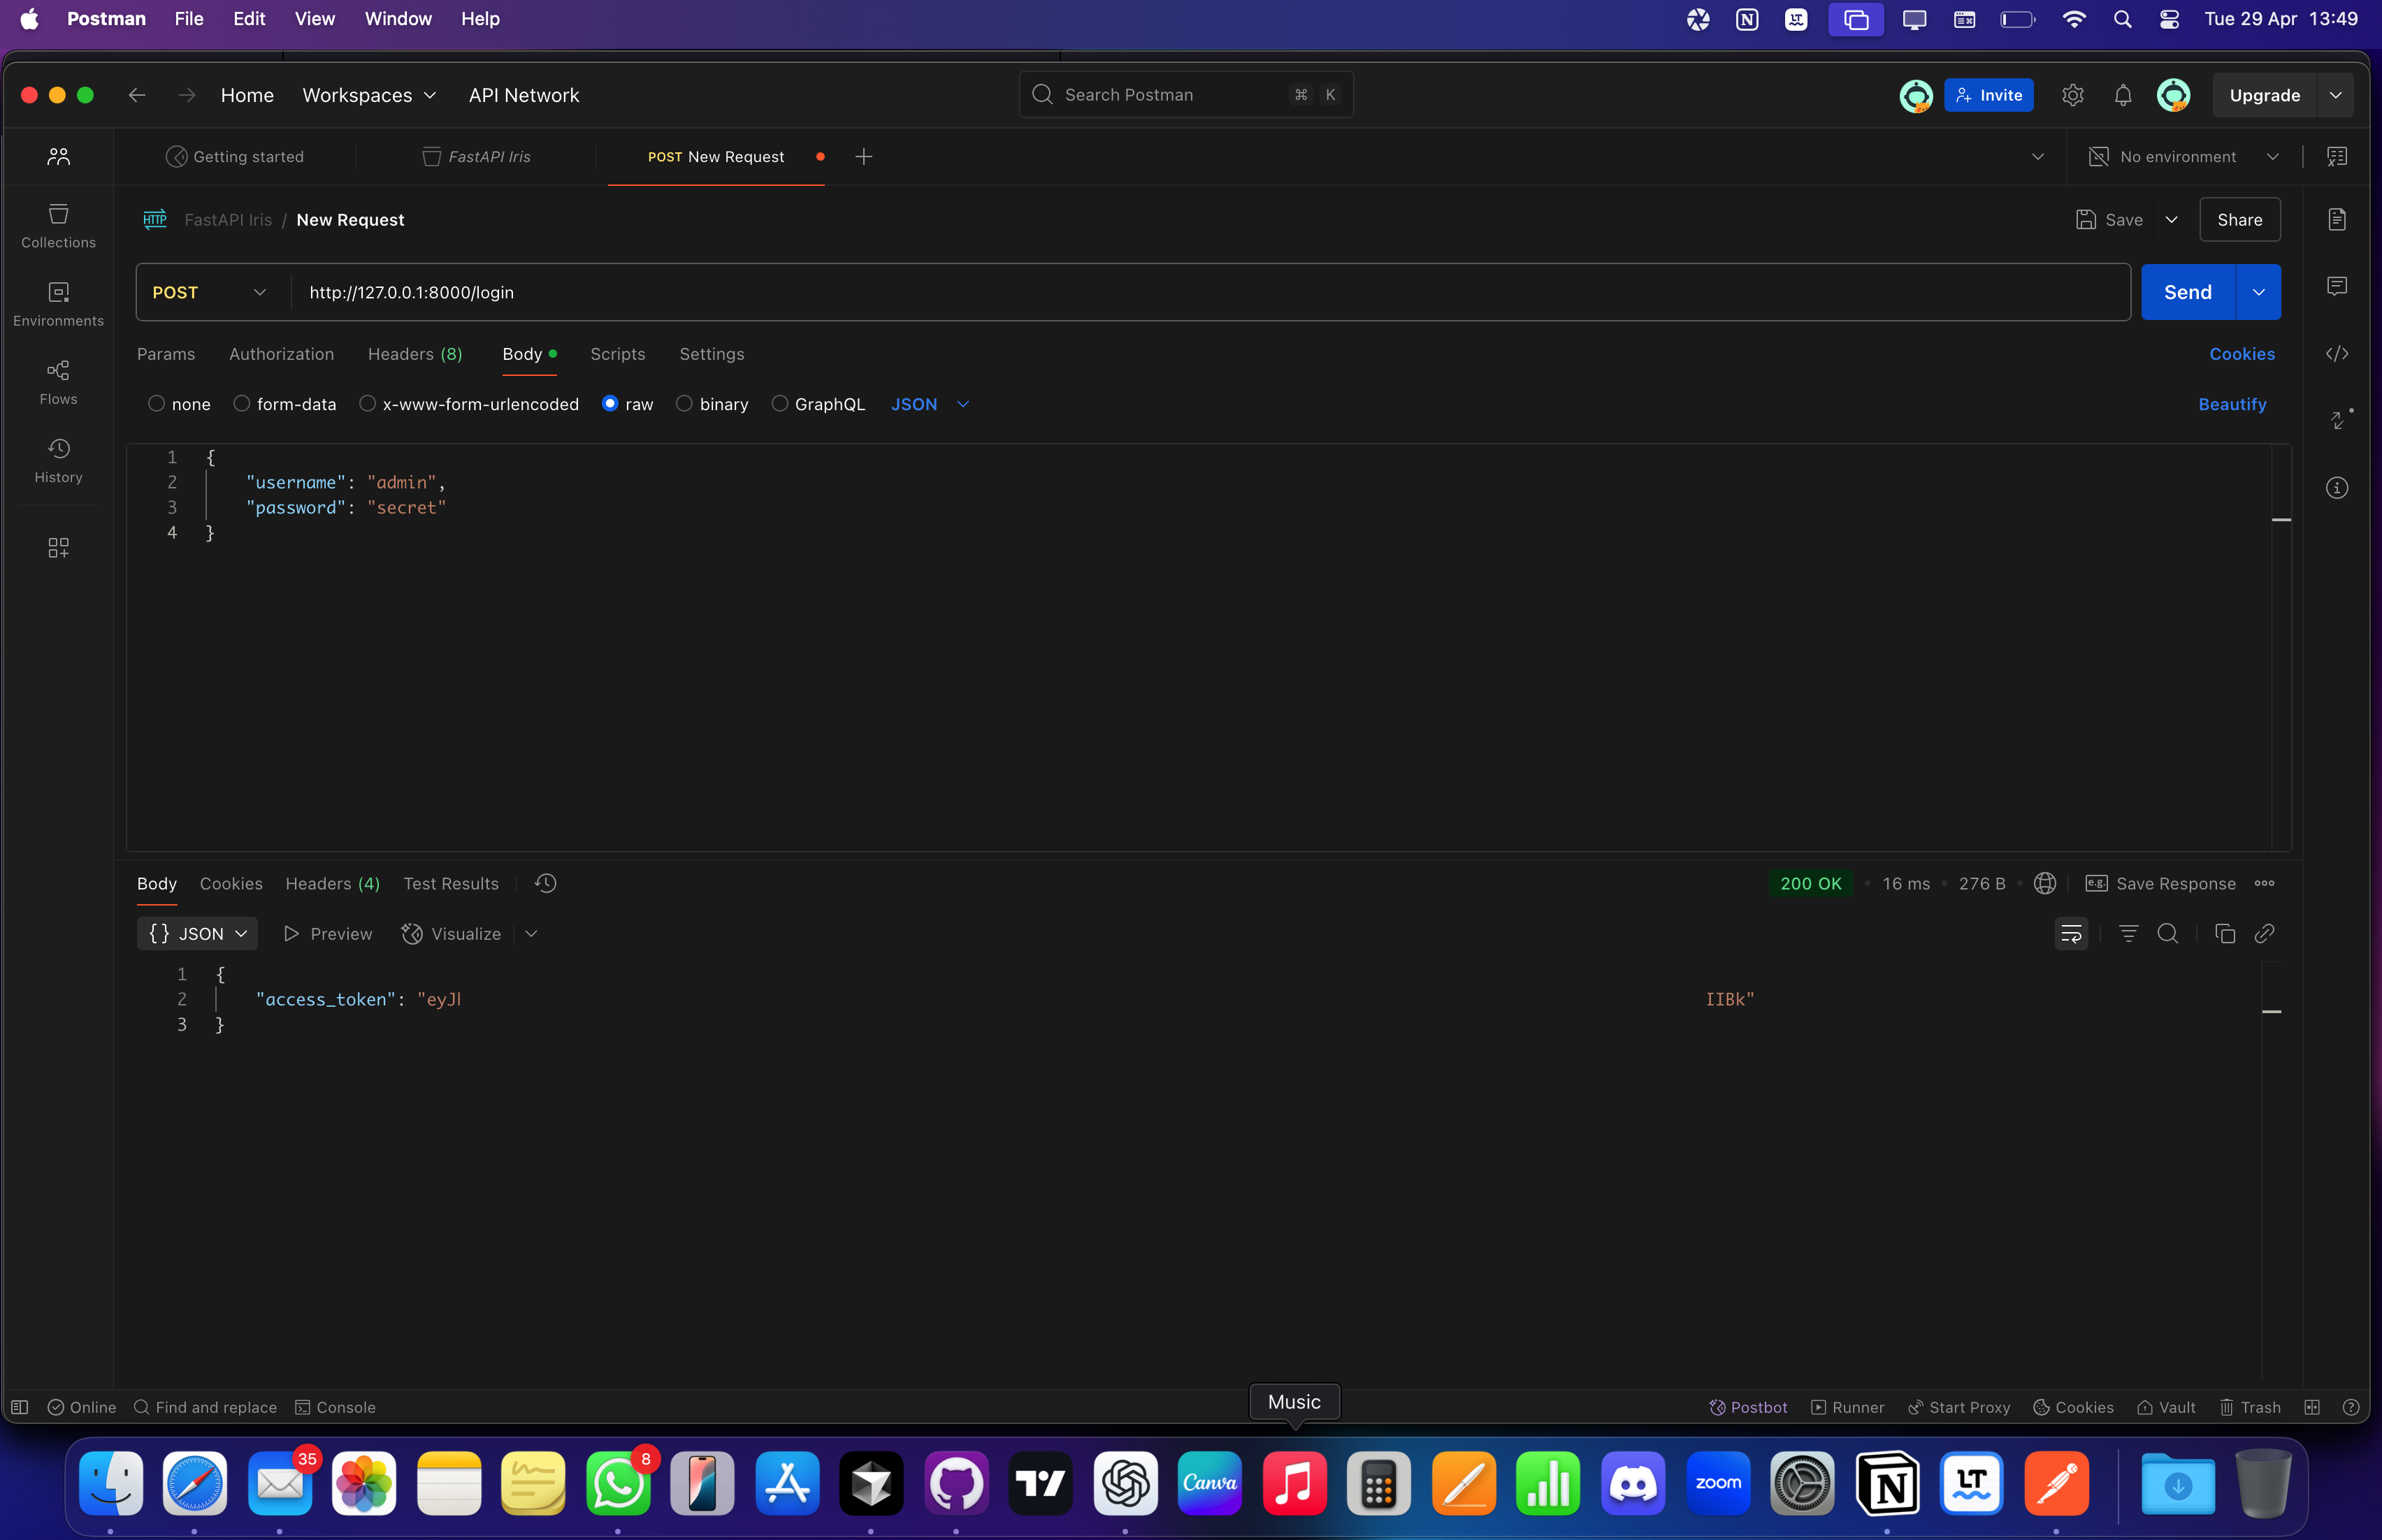 Postman File Edit View Window Help Tue 29 Apr 13:49
Home Workspaces API Network Search Postman ⌘ K Invite Upgrade
Getting started FastAPI Iris POST New Request No environment
HTTP FastAPI Iris / New Request Save Share
Collections
Environments
Flows
History
POST http://127.0.0.1:8000/login Send
Params Authorization Headers (8) Body Scripts Settings Cookies
none form-data x-www-form-urlencoded raw binary GraphQL JSON Beautify
1 {
2 "username": "admin",
3 "password": "secret"
4 }
Body Cookies Headers (4) Test Results 200 OK 16 ms 276 B e.g. Save Response
{} JSON Preview Visualize
1 {
2 "access_token": "eyJ IIBk"
3 }
Music
Online Find and replace Console Postbot Runner Start Proxy Cookies Vault Trash
35 8 Canva zoom LT